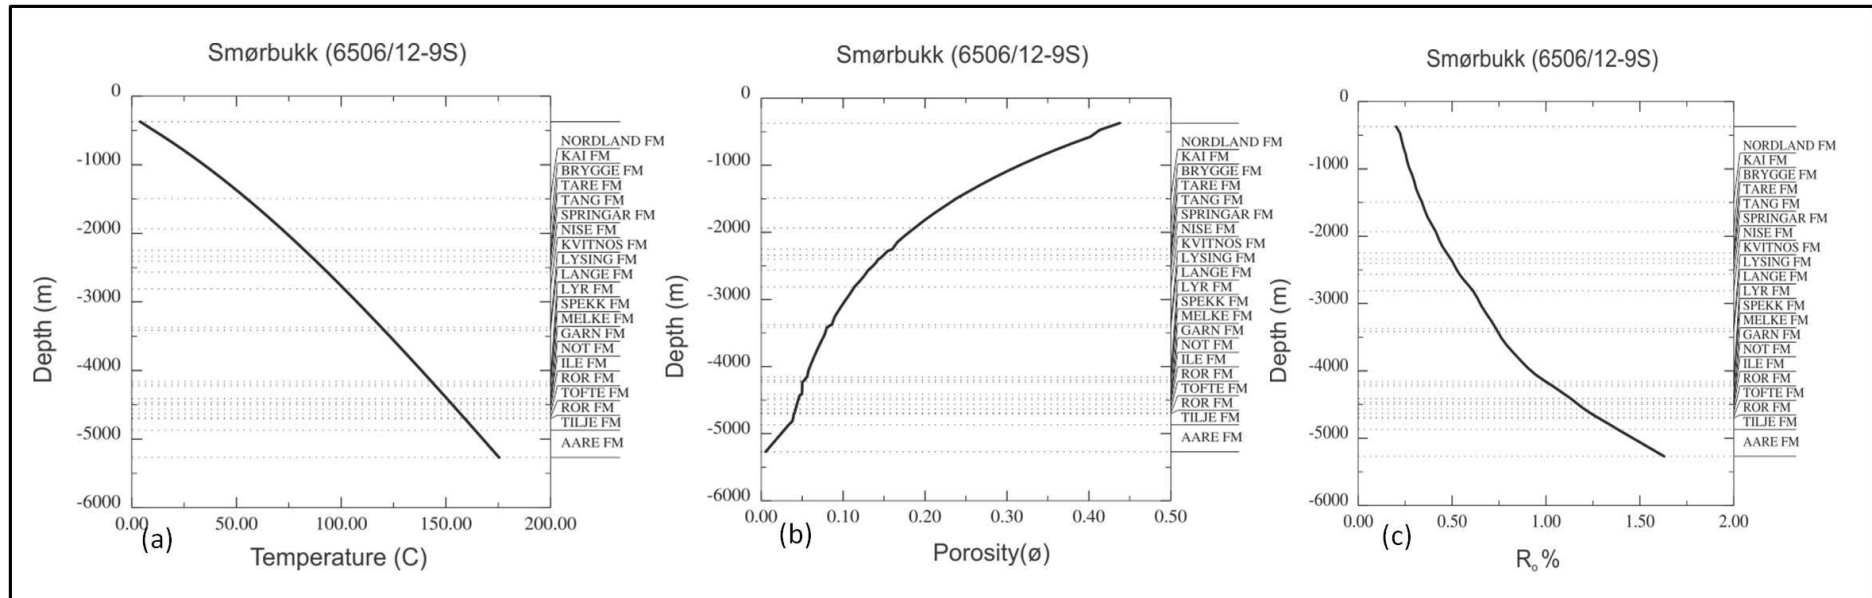 Smørbukk (6506/12-9S)
0
-1000
-2000
-3000
-4000
-5000
-6000
Depth (m)
0.00
50.00
100.00
150.00
200.00
(a)
Temperature (C)
NORDLAND FM
KAI FM
BRYGGE FM
TARE FM
TANG FM
SPRINGAR FM
NISE FM
KVITNOS FM
LYSING FM
LANGE FM
LYR FM
SPEKK FM
MELKE FM
GARN FM
NOT FM
ILE FM
ROR FM
TOFTE FM
ROR FM
TILJE FM
AARE FM
Smørbukk (6506/12-9S)
0
-1000
-2000
-3000
-4000
-5000
-6000
Depth (m)
0.00
0.10
0.20
0.30
0.40
0.50
(b)
Porosity(ø)
NORDLAND FM
KAI FM
BRYGGE FM
TARE FM
TANG FM
SPRINGAR FM
NISE FM
KVITNOS FM
LYSING FM
LANGE FM
LYR FM
SPEKK FM
MELKE FM
GARN FM
NOT FM
ILE FM
ROR FM
TOFTE FM
ROR FM
TILJE FM
AARE FM
Smørbukk (6506/12-9S)
0
-1000
-2000
-3000
-4000
-5000
-6000
Depth (m)
0.00
0.50
1.00
1.50
2.00
(c)
R₀%
NORDLAND FM
KAI FM
BRYGGE FM
TARE FM
TANG FM
SPRINGAR FM
NISE FM
KVITNOS FM
LYSING FM
LANGE FM
LYR FM
SPEKK FM
MELKE FM
GARN FM
NOT FM
ILE FM
ROR FM
TOFTE FM
ROR FM
TILJE FM
AARE FM